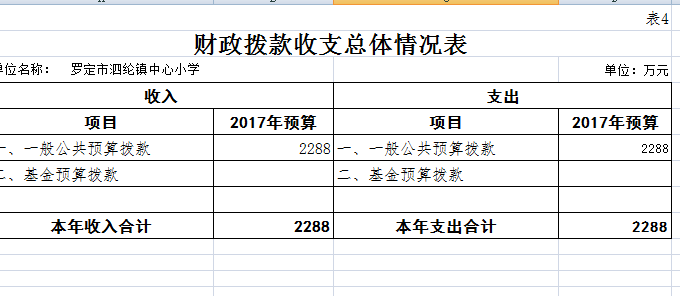 表4
财政拨款收支总体情况表
单位名称： 罗定市泗纶镇中心小学 单位：万元
收入 支出
项目 2017年预算 项目 2017年预算
一、一般公共预算拨款 2288 一、一般公共预算拨款 2288
二、基金预算拨款 二、基金预算拨款
本年收入合计 2288 本年支出合计 2288